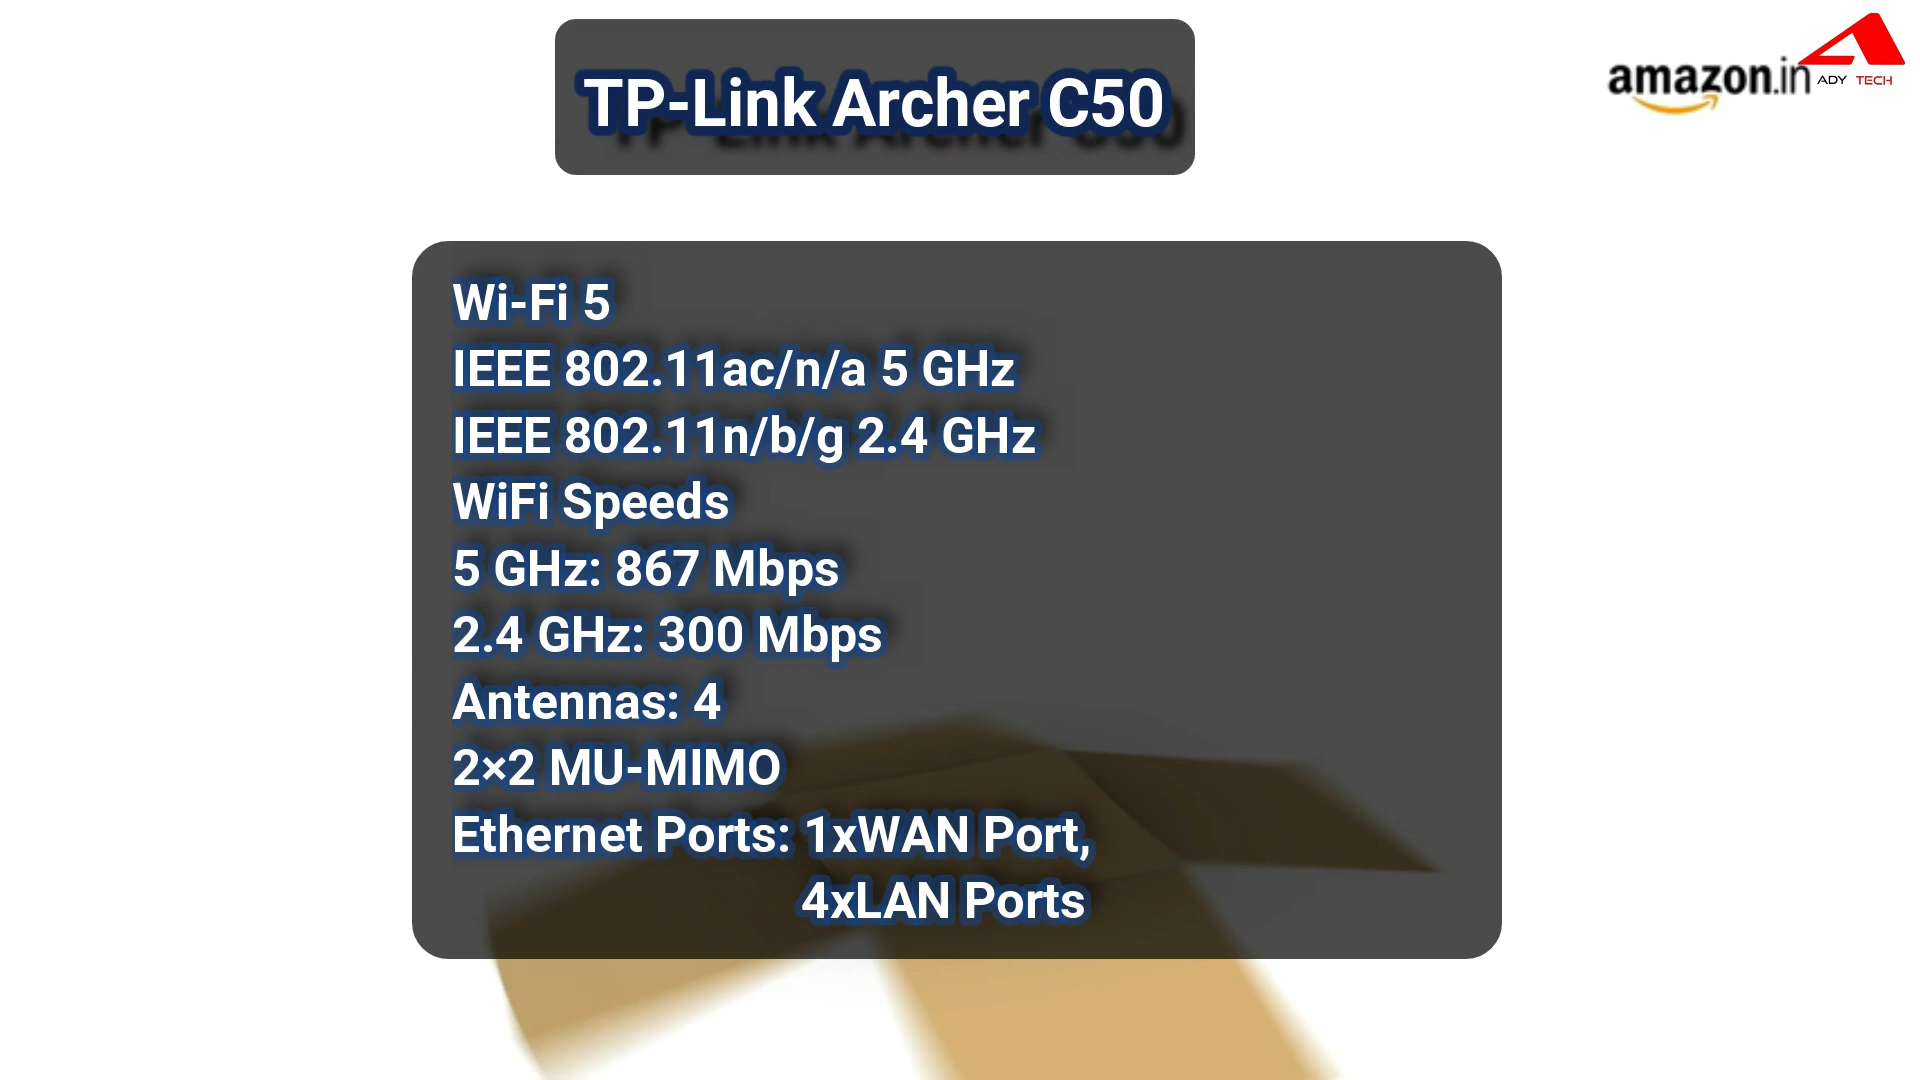 TP-Link Archer C50
amazon.in
ADY TECH
Wi-Fi 5
IEEE 802.11ac/n/a 5 GHz
IEEE 802.11n/b/g 2.4 GHz
WiFi Speeds
5 GHz: 867 Mbps
2.4 GHz: 300 Mbps
Antennas: 4
2×2 MU-MIMO
Ethernet Ports: 1xWAN Port,
4xLAN Ports